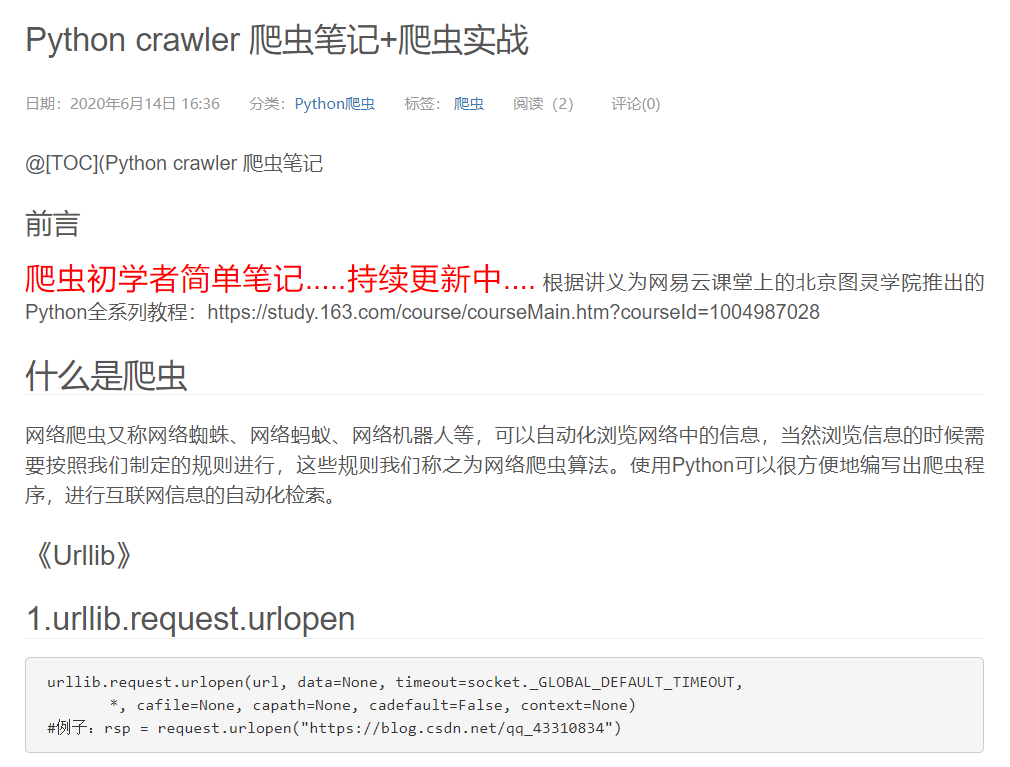 Python crawler 爬虫笔记+爬虫实战
日期：2020年6月14日 16:36 分类：Python爬虫 标签：爬虫 阅读（2） 评论(0)
@[TOC](Python crawler 爬虫笔记
前言
爬虫初学者简单笔记.....持续更新中.... 根据讲义为网易云课堂上的北京图灵学院推出的
Python全系列教程：https://study.163.com/course/courseMain.htm?courseId=1004987028
什么是爬虫
网络爬虫又称网络蜘蛛、网络蚂蚁、网络机器人等，可以自动化浏览网络中的信息，当然浏览信息的时候需
要按照我们制定的规则进行，这些规则我们称之为网络爬虫算法。使用Python可以很方便地编写出爬虫程
序，进行互联网信息的自动化检索。
《Urllib》
1.urllib.request.urlopen
urllib.request.urlopen(url, data=None, timeout=socket._GLOBAL_DEFAULT_TIMEOUT,
*, cafile=None, capath=None, cadefault=False, context=None)
#例子：rsp = request.urlopen("https://blog.csdn.net/qq_43310834")